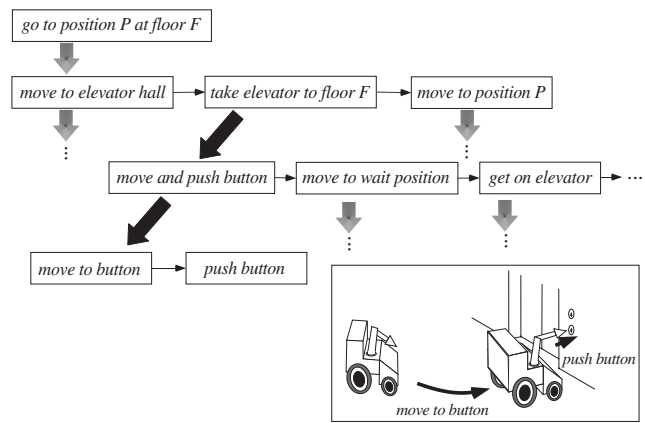 go to position P at floor F
move to elevator hall
take elevator to floor F
move to position P
move and push button
move to wait position
get on elevator
...
move to button
push button
push button
move to button